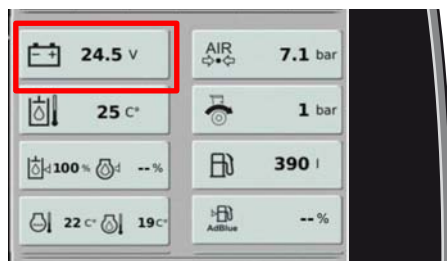 24.5 V
AIR 7.1 bar
25 C°
1 bar
100 % -- %
390 l
22 C° 19C°
AdBlue -- %